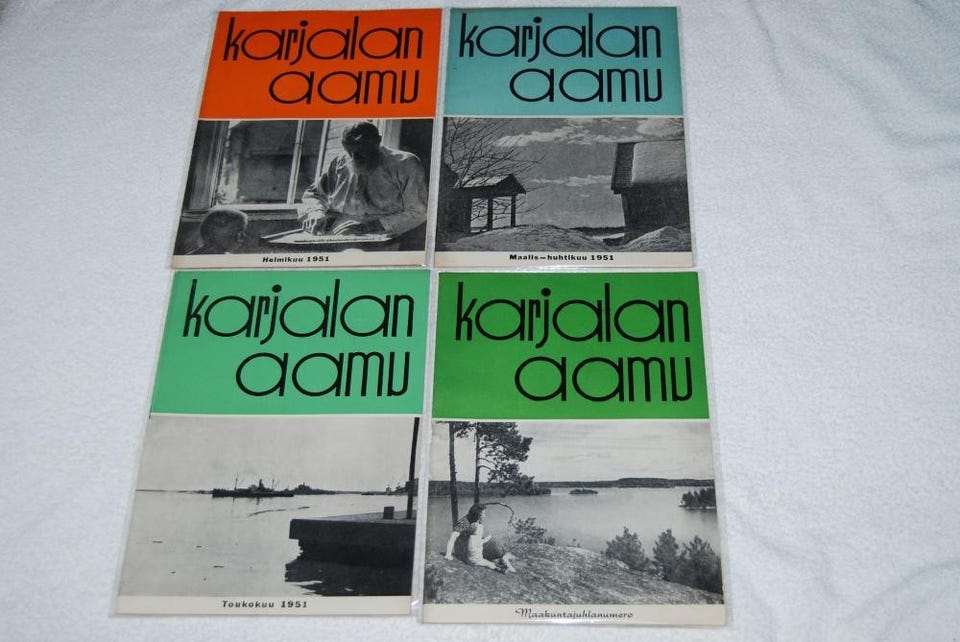 karjalan
aamu
Helmikuu 1951
karjalan
aamu
Maalis-huhtikuu 1951
karjalan
aamu
Toukokuu 1951
karjalan
aamu
Maakuntajuhlanumero